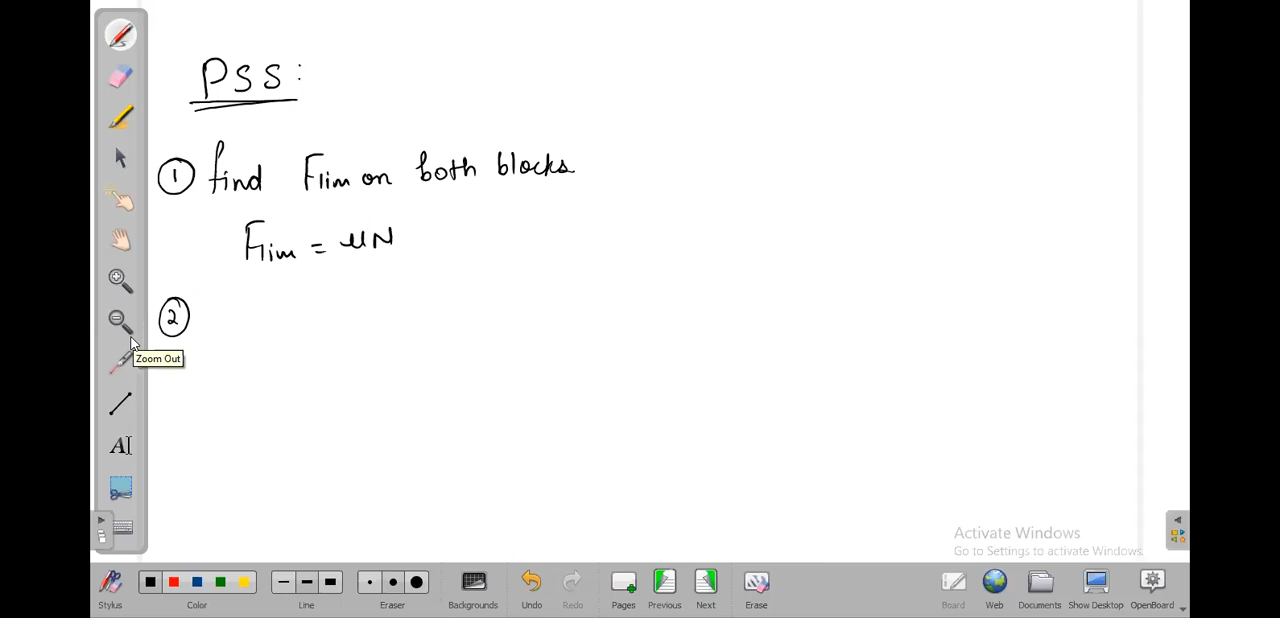 PSS:
① find Flim on both blocks
Flim = μN
②
Zoom Out
Activate Windows
Go to Settings to activate Windows.
Stylus Color Line Eraser Backgrounds Undo Redo Pages Previous Next Erase Board Web Documents Show Desktop OpenBoard